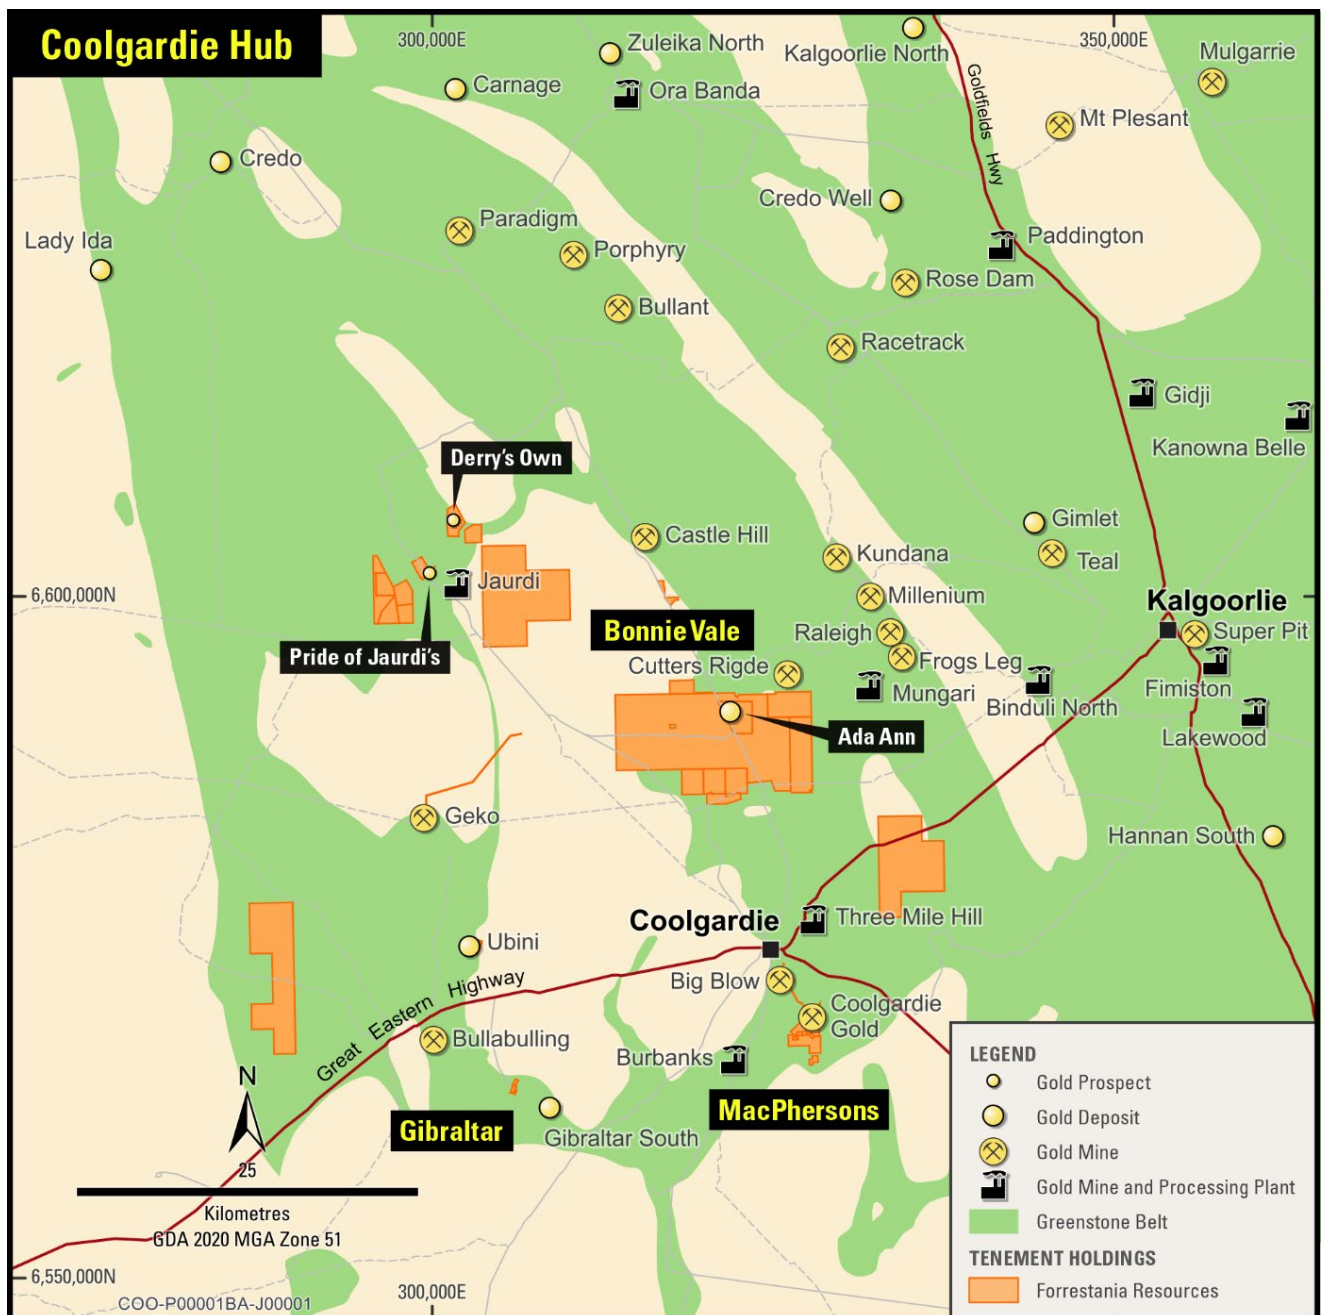 Coolgardie Hub
300,000E
Zuleika North
Kalgoorlie North
350,000E
Mulgarrie
Carnage
Ora Banda
Goldfields Hwy
Mt Plesant
Credo
Credo Well
Lady Ida
Paradigm
Porphyry
Paddington
Rose Dam
Bullant
Racetrack
Gidji
Kanowna Belle
Derry's Own
Castle Hill
Gimlet
Kundana
Teal
Jaurdi
6,600,000N
Millenium
Kalgoorlie
Bonnie Vale
Raleigh
Super Pit
Pride of Jaurdi's
Cutters Rigde
Frogs Leg
Mungari
Binduli North
Fimiston
Ada Ann
Lakewood
Geko
Hannan South
Coolgardie
Three Mile Hill
Ubini
Great Eastern Highway
Big Blow
Coolgardie
Gold
Bullabulling
Burbanks
MacPhersons
Gibraltar
Gibraltar South
N
25
Kilometres
GDA 2020 MGA Zone 51
6,550,000N
COO-P00001BA-J00001
300,000E
LEGEND
Gold Prospect
Gold Deposit
Gold Mine
Gold Mine and Processing Plant
Greenstone Belt
TENEMENT HOLDINGS
Forrestania Resources